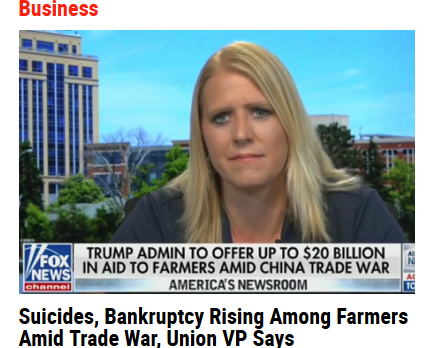 Business
TRUMP ADMIN TO OFFER UP TO $20 BILLION
IN AID TO FARMERS AMID CHINA TRADE WAR
FOX
NEWS
channel
AMERICA'S NEWSROOM
Suicides, Bankruptcy Rising Among Farmers
Amid Trade War, Union VP Says